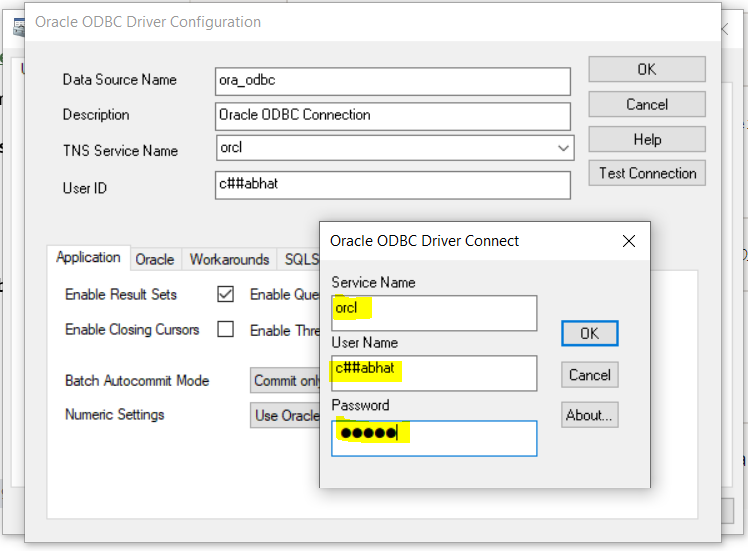 Oracle ODBC Driver Configuration
Data Source Name ora_odbc OK
Description Oracle ODBC Connection Cancel
TNS Service Name orcl Help
User ID c##abhat Test Connection
Application Oracle Workarounds SQLS
Enable Result Sets Enable Que
Enable Closing Cursors Enable Thre
Batch Autocommit Mode Commit only
Numeric Settings Use Oracle
Oracle ODBC Driver Connect
Service Name
orcl
OK
User Name
c##abhat
Cancel
Password
●●●●●
About...